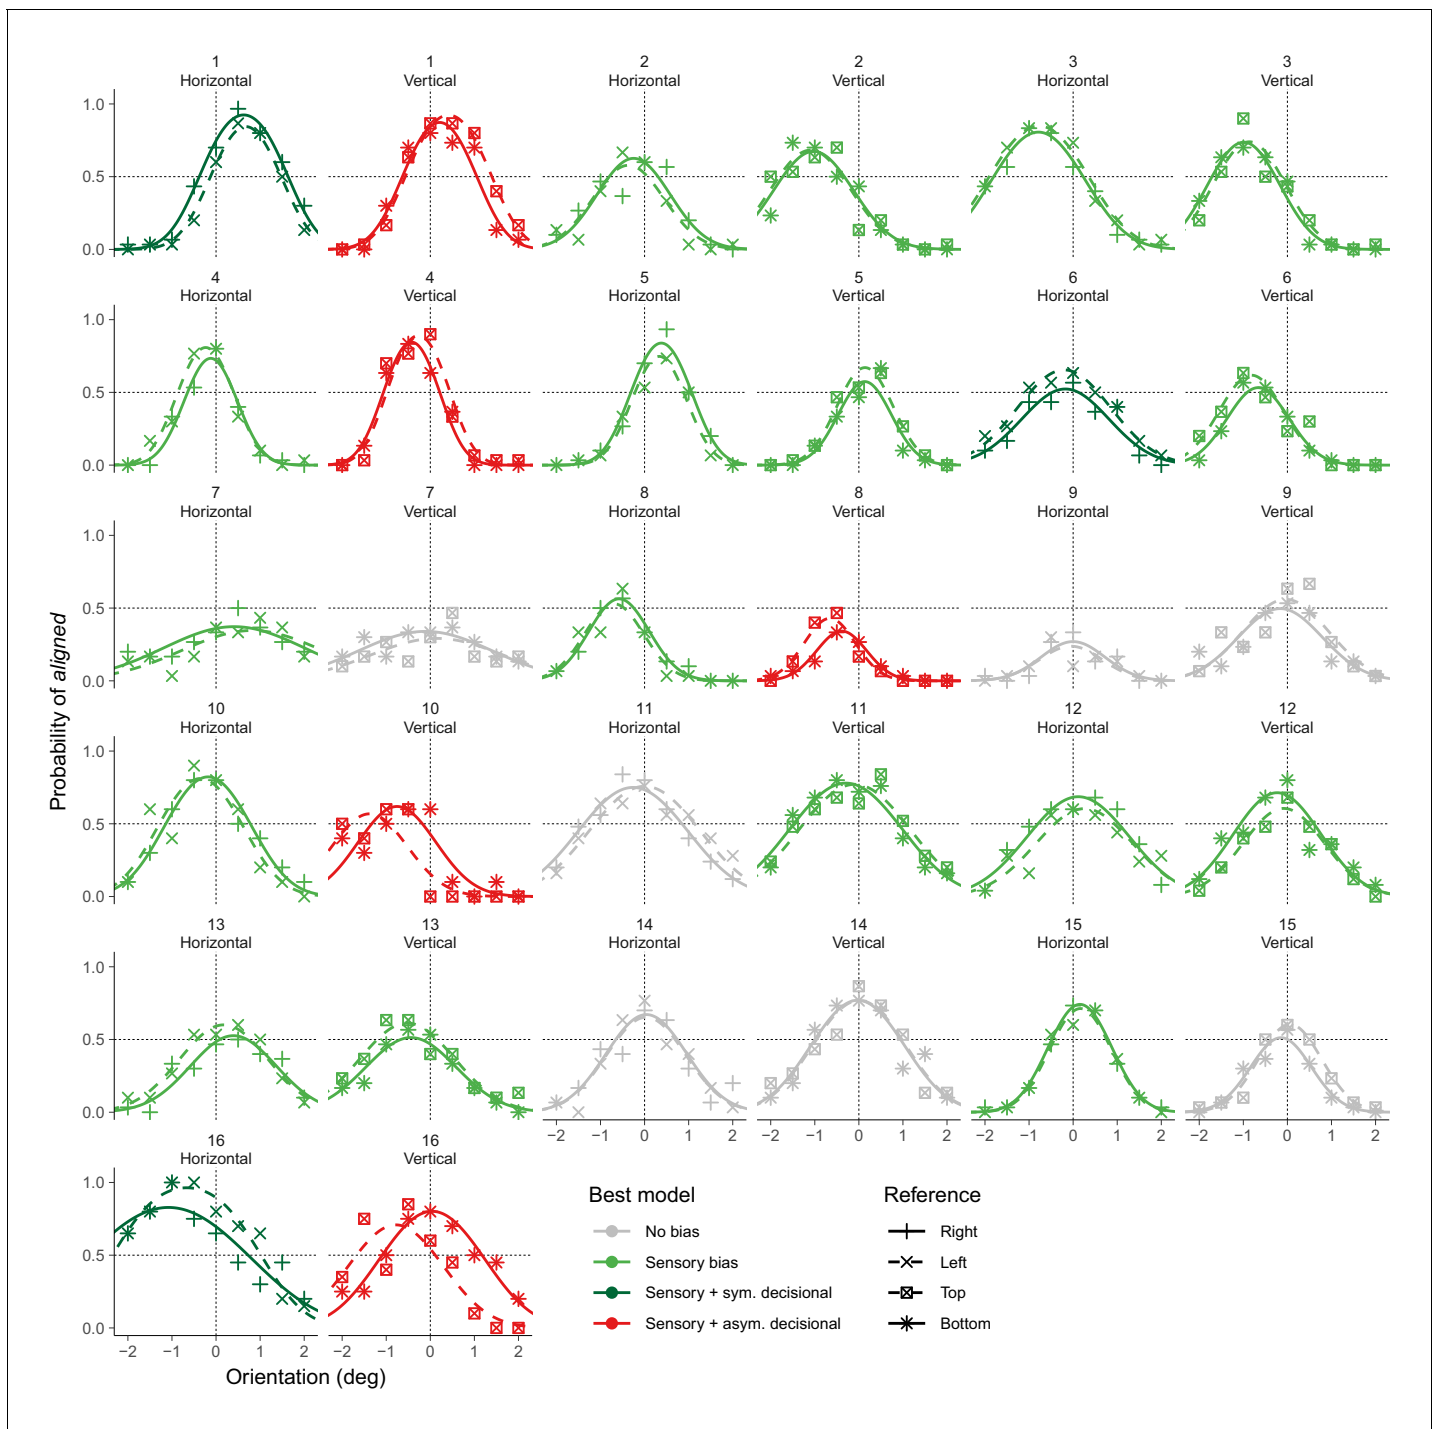 1 1 2 2 3 3
Horizontal Vertical Horizontal Vertical Horizontal Vertical
1.0
0.5
0.0
4 4 5 5 6 6
Horizontal Vertical Horizontal Vertical Horizontal Vertical
1.0
0.5
0.0
7 7 8 8 9 9
Horizontal Vertical Horizontal Vertical Horizontal Vertical
1.0
0.5
0.0
Probability of aligned
10 10 11 11 12 12
Horizontal Vertical Horizontal Vertical Horizontal Vertical
1.0
0.5
0.0
13 13 14 14 15 15
Horizontal Vertical Horizontal Vertical Horizontal Vertical
1.0
0.5
0.0
−2 −1 0 1 2 −2 −1 0 1 2 −2 −1 0 1 2 −2 −1 0 1 2
16 16
Horizontal Vertical
1.0
0.5
0.0
−2 −1 0 1 2 −2 −1 0 1 2
Orientation (deg)
Best model
No bias
Sensory bias
Sensory + sym. decisional
Sensory + asym. decisional
Reference
Right
Left
Top
Bottom